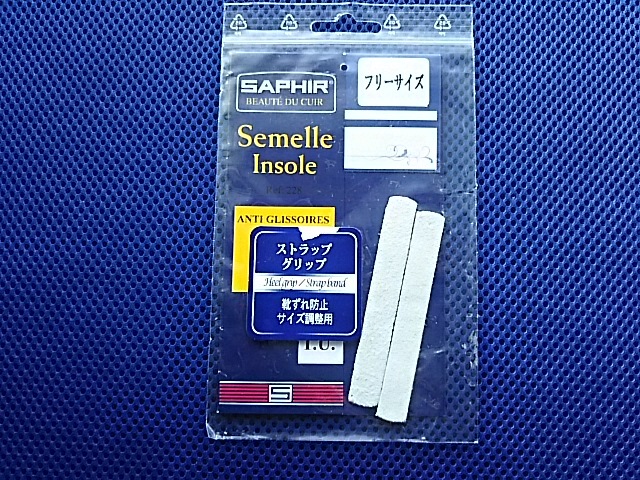 SAPHIR
BEAUTÉ DU CUIR
フリーサイズ
Semelle
Insole
ANTI GLISSOIRES
ストラップ
グリップ
Heel grip / Strap band
靴ずれ防止
サイズ調整用
T.U.
S